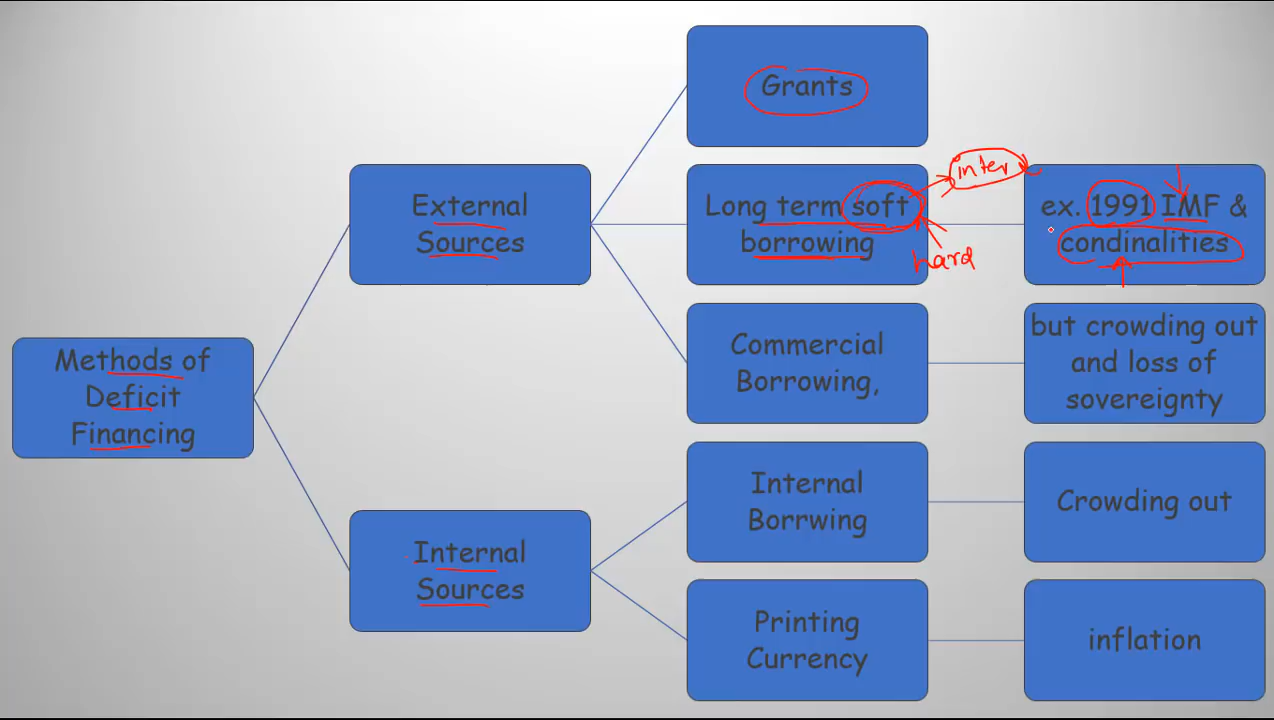 Methods of
Deficit
Financing
External
Sources
Grants
Long term soft
borrowing
inter
hard
ex. 1991 IMF &
condinalities
Commercial
Borrowing,
but crowding out
and loss of
sovereignty
Internal
Sources
Internal
Borrwing
Crowding out
Printing
Currency
inflation